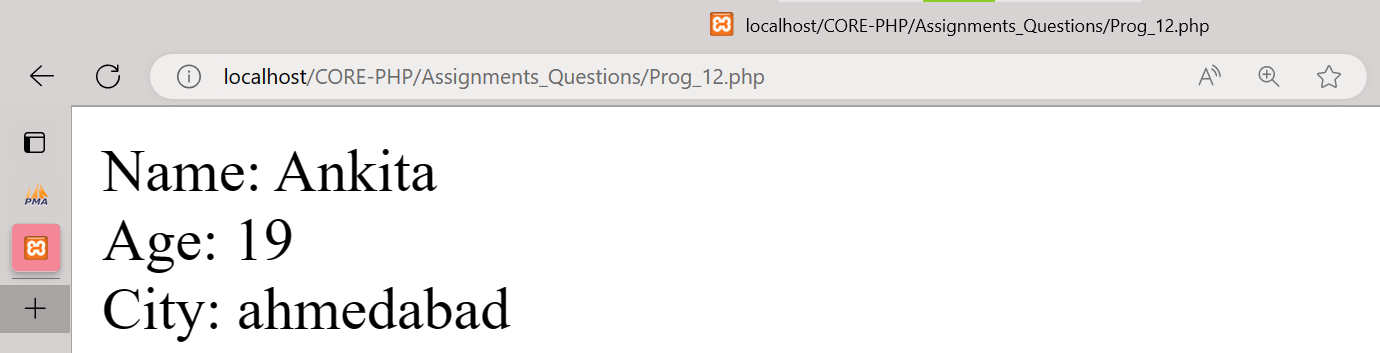 localhost/CORE-PHP/Assignments_Questions/Prog_12.php
localhost/CORE-PHP/Assignments_Questions/Prog_12.php
PMA
Name: Ankita
Age: 19
City: ahmedabad